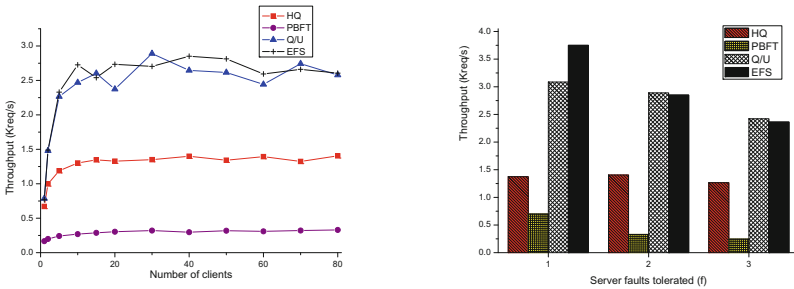 HQ
PBFT
Q/U
EFS
Throughput (Kreq/s)
3.0
2.5
2.0
1.5
1.0
0.5
0.0
0 20 40 60 80
Number of clients
HQ
PBFT
Q/U
EFS
Throughput (Kreq/s)
4.0
3.5
3.0
2.5
2.0
1.5
1.0
0.5
0.0
1 2 3
Server faults tolerated (f)